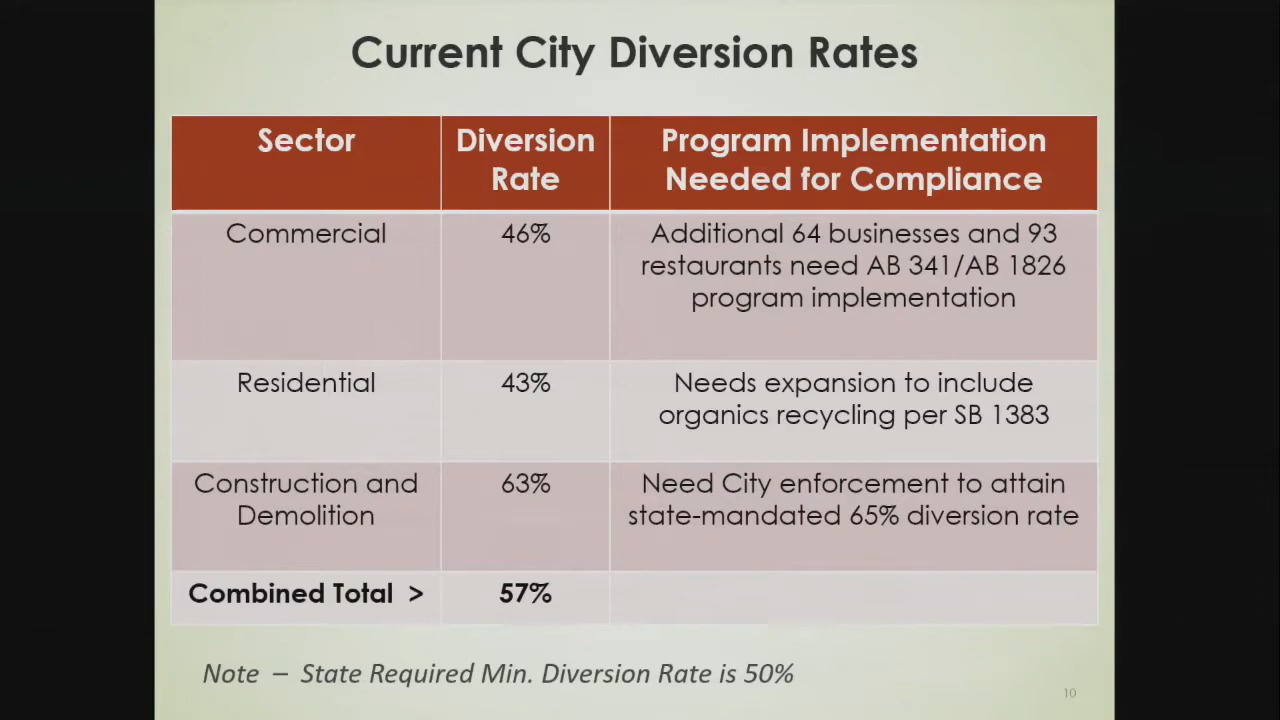 Current City Diversion Rates
Sector
Diversion
Rate
Program Implementation
Needed for Compliance
Commercial
46%
Additional 64 businesses and 93
restaurants need AB 341/AB 1826
program implementation
Residential
43%
Needs expansion to include
organics recycling per SB 1383
Construction and
Demolition
63%
Need City enforcement to attain
state-mandated 65% diversion rate
Combined Total >
57%
Note – State Required Min. Diversion Rate is 50%
10